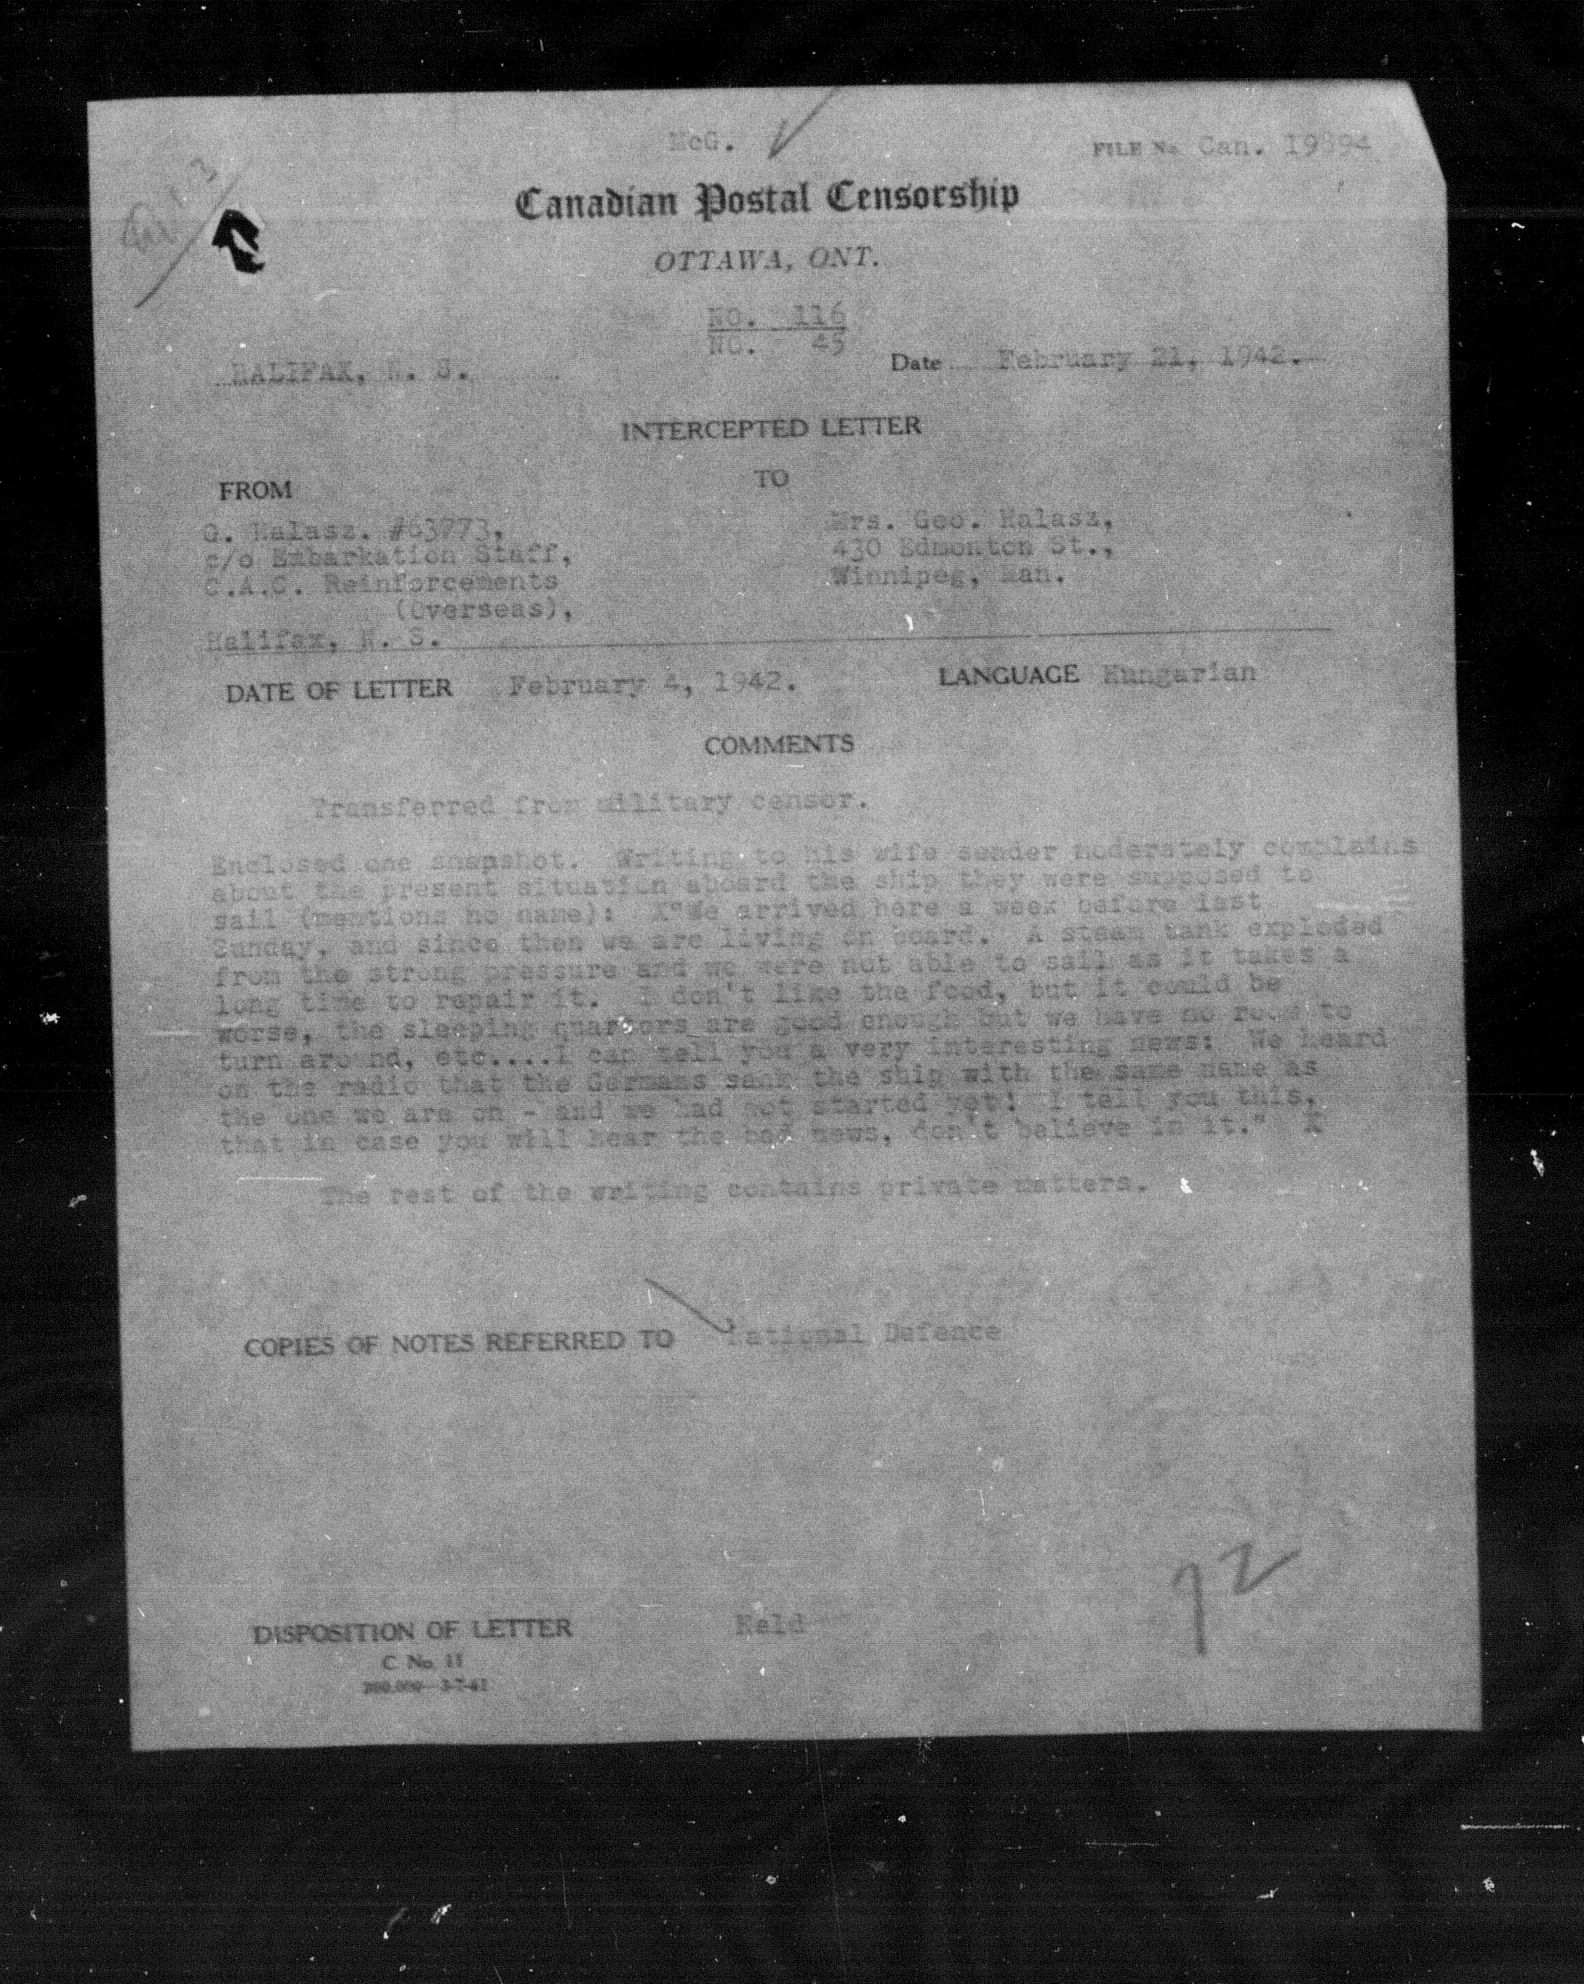 McG.
FILE No. Can. 19894
Canadian Postal Censorship
OTTAWA, ONT.
NO. 116
NO. 45
HALIFAX, N. S.
Date February 21, 1942.
INTERCEPTED LETTER
FROM
TO
G. Halasz. #63773,
c/o Embarkation Staff,
C.A.C. Reinforcements
(Overseas),
Halifax, N. S.
Mrs. Geo. Halasz,
430 Edmonton St.,
Winnipeg, Man.
DATE OF LETTER February 4, 1942.
LANGUAGE Hungarian
COMMENTS
Transferred from military censor.
Enclosed one snapshot. Writing to his wife sender moderately complains
about the present situation aboard the ship they were supposed to
sail (mentions no name): X"We arrived here a week before last
Sunday, and since then we are living on board. A steam tank exploded
from the strong pressure and we were not able to sail as it takes a
long time to repair it. I don't like the food, but it could be
worse, the sleeping quarters are good enough but we have no room to
turn around, etc....I can tell you a very interesting news: We heard
on the radio that the Germans sank the ship with the same name as
the one we are on - and we had not started yet! I tell you this,
that in case you will hear the bad news, don't believe in it." X
The rest of the writing contains private matters.
COPIES OF NOTES REFERRED TO National Defence
DISPOSITION OF LETTER Held
C. No. 11
3-7-41